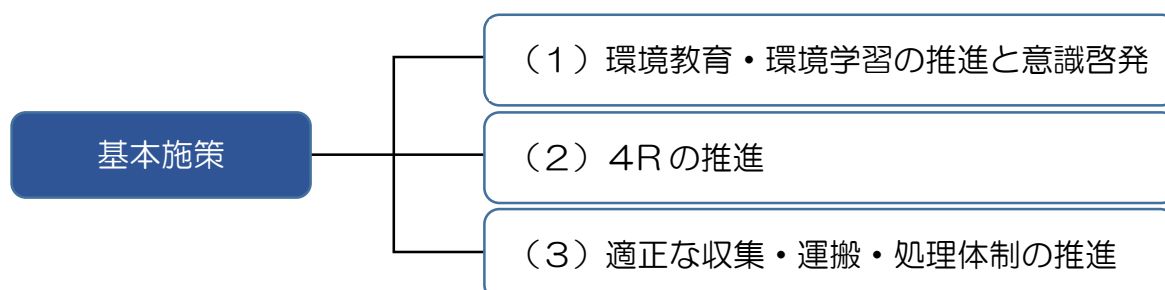 基本施策
（１）環境教育・環境学習の推進と意識啓発
（２）４Rの推進
（３）適正な収集・運搬・処理体制の推進